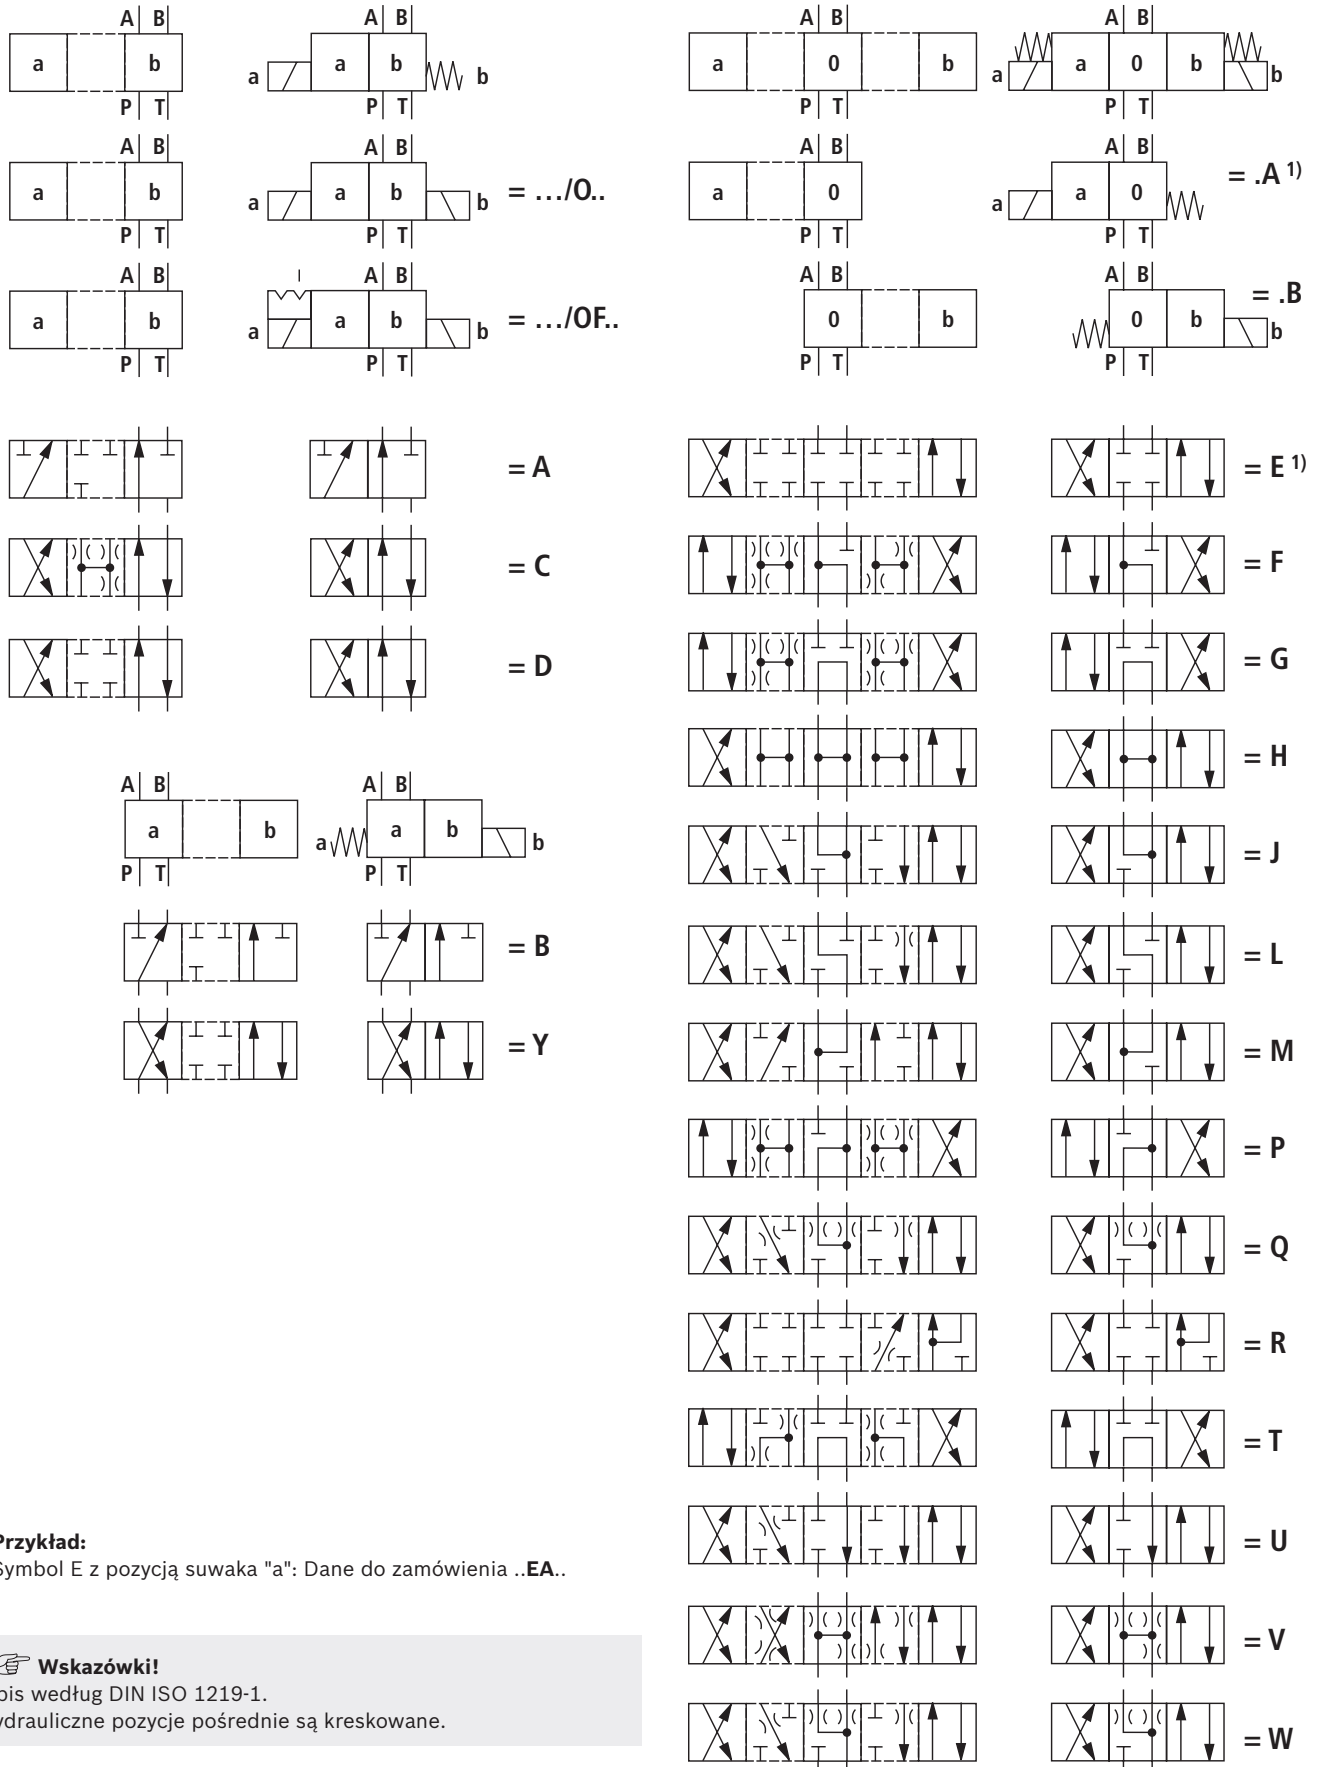 A B
a b
P T
A B
a a b b
P T
A B
a b
P T
A B
a a b b = .../O..
P T
A B
a b
P T
A B
a a b b = .../OF..
P T
= A
= C
= D
A B
a b
P T
A B
a a b b
P T
= B
= Y
A B
a 0 b
P T
A B
a a 0 b b
P T
A B
a 0
P T
A B
a a 0 = .A 1)
P T
A B
0 b
P T
A B
0 b b = .B
P T
= E 1)
= F
= G
= H
= J
= L
= M
= P
= Q
= R
= T
= U
= V
= W
Przykład:
Symbol E z pozycją suwaka "a": Dane do zamówienia ..EA..
Wskazówki!
pis według DIN ISO 1219-1.
ydrauliczne pozycje pośrednie są kreskowane.